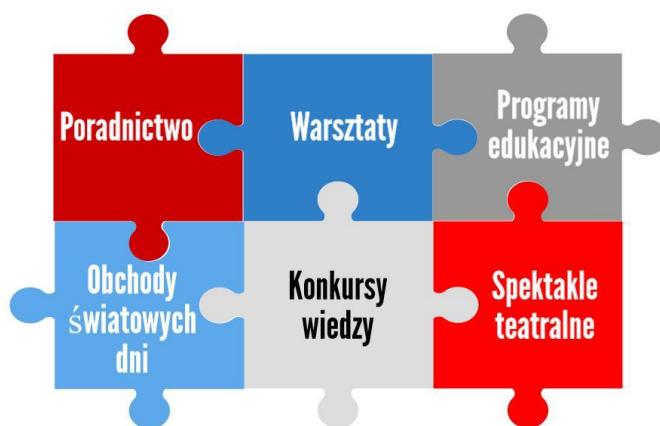 Poradnictwo
Warsztaty
Programy
edukacyjne
Obchody
światowych
dni
Konkursy
wiedzy
Spektakle
teatralne